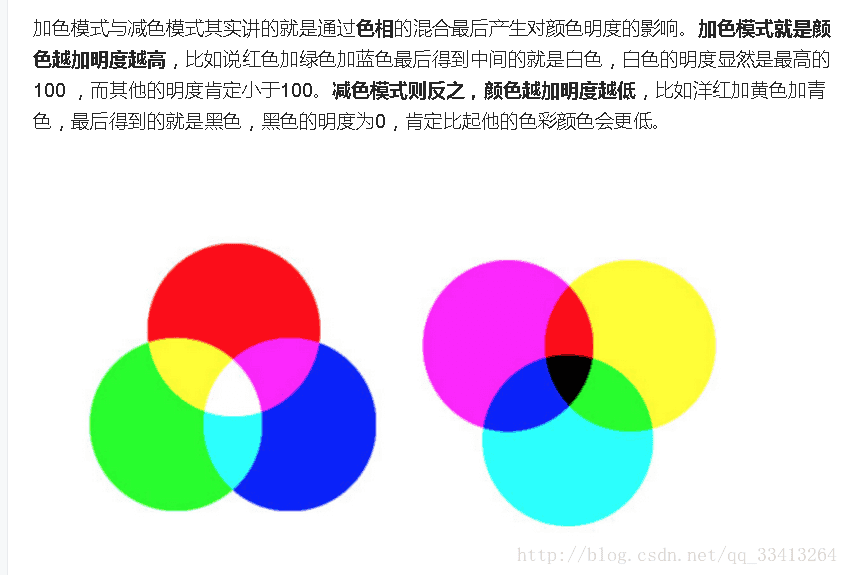 加色模式与减色模式其实讲的就是通过色相的混合最后产生对颜色明度的影响。加色模式就是颜
色越加明度越高，比如说红色加绿色加蓝色最后得到中间的就是白色，白色的明度显然是最高的
100 ，而其他的明度肯定小于100。减色模式则反之，颜色越加明度越低，比如洋红加黄色加青
色，最后得到的就是黑色，黑色的明度为0，肯定比起他的色彩颜色会更低。
http://blog.csdn.net/qq_33413264